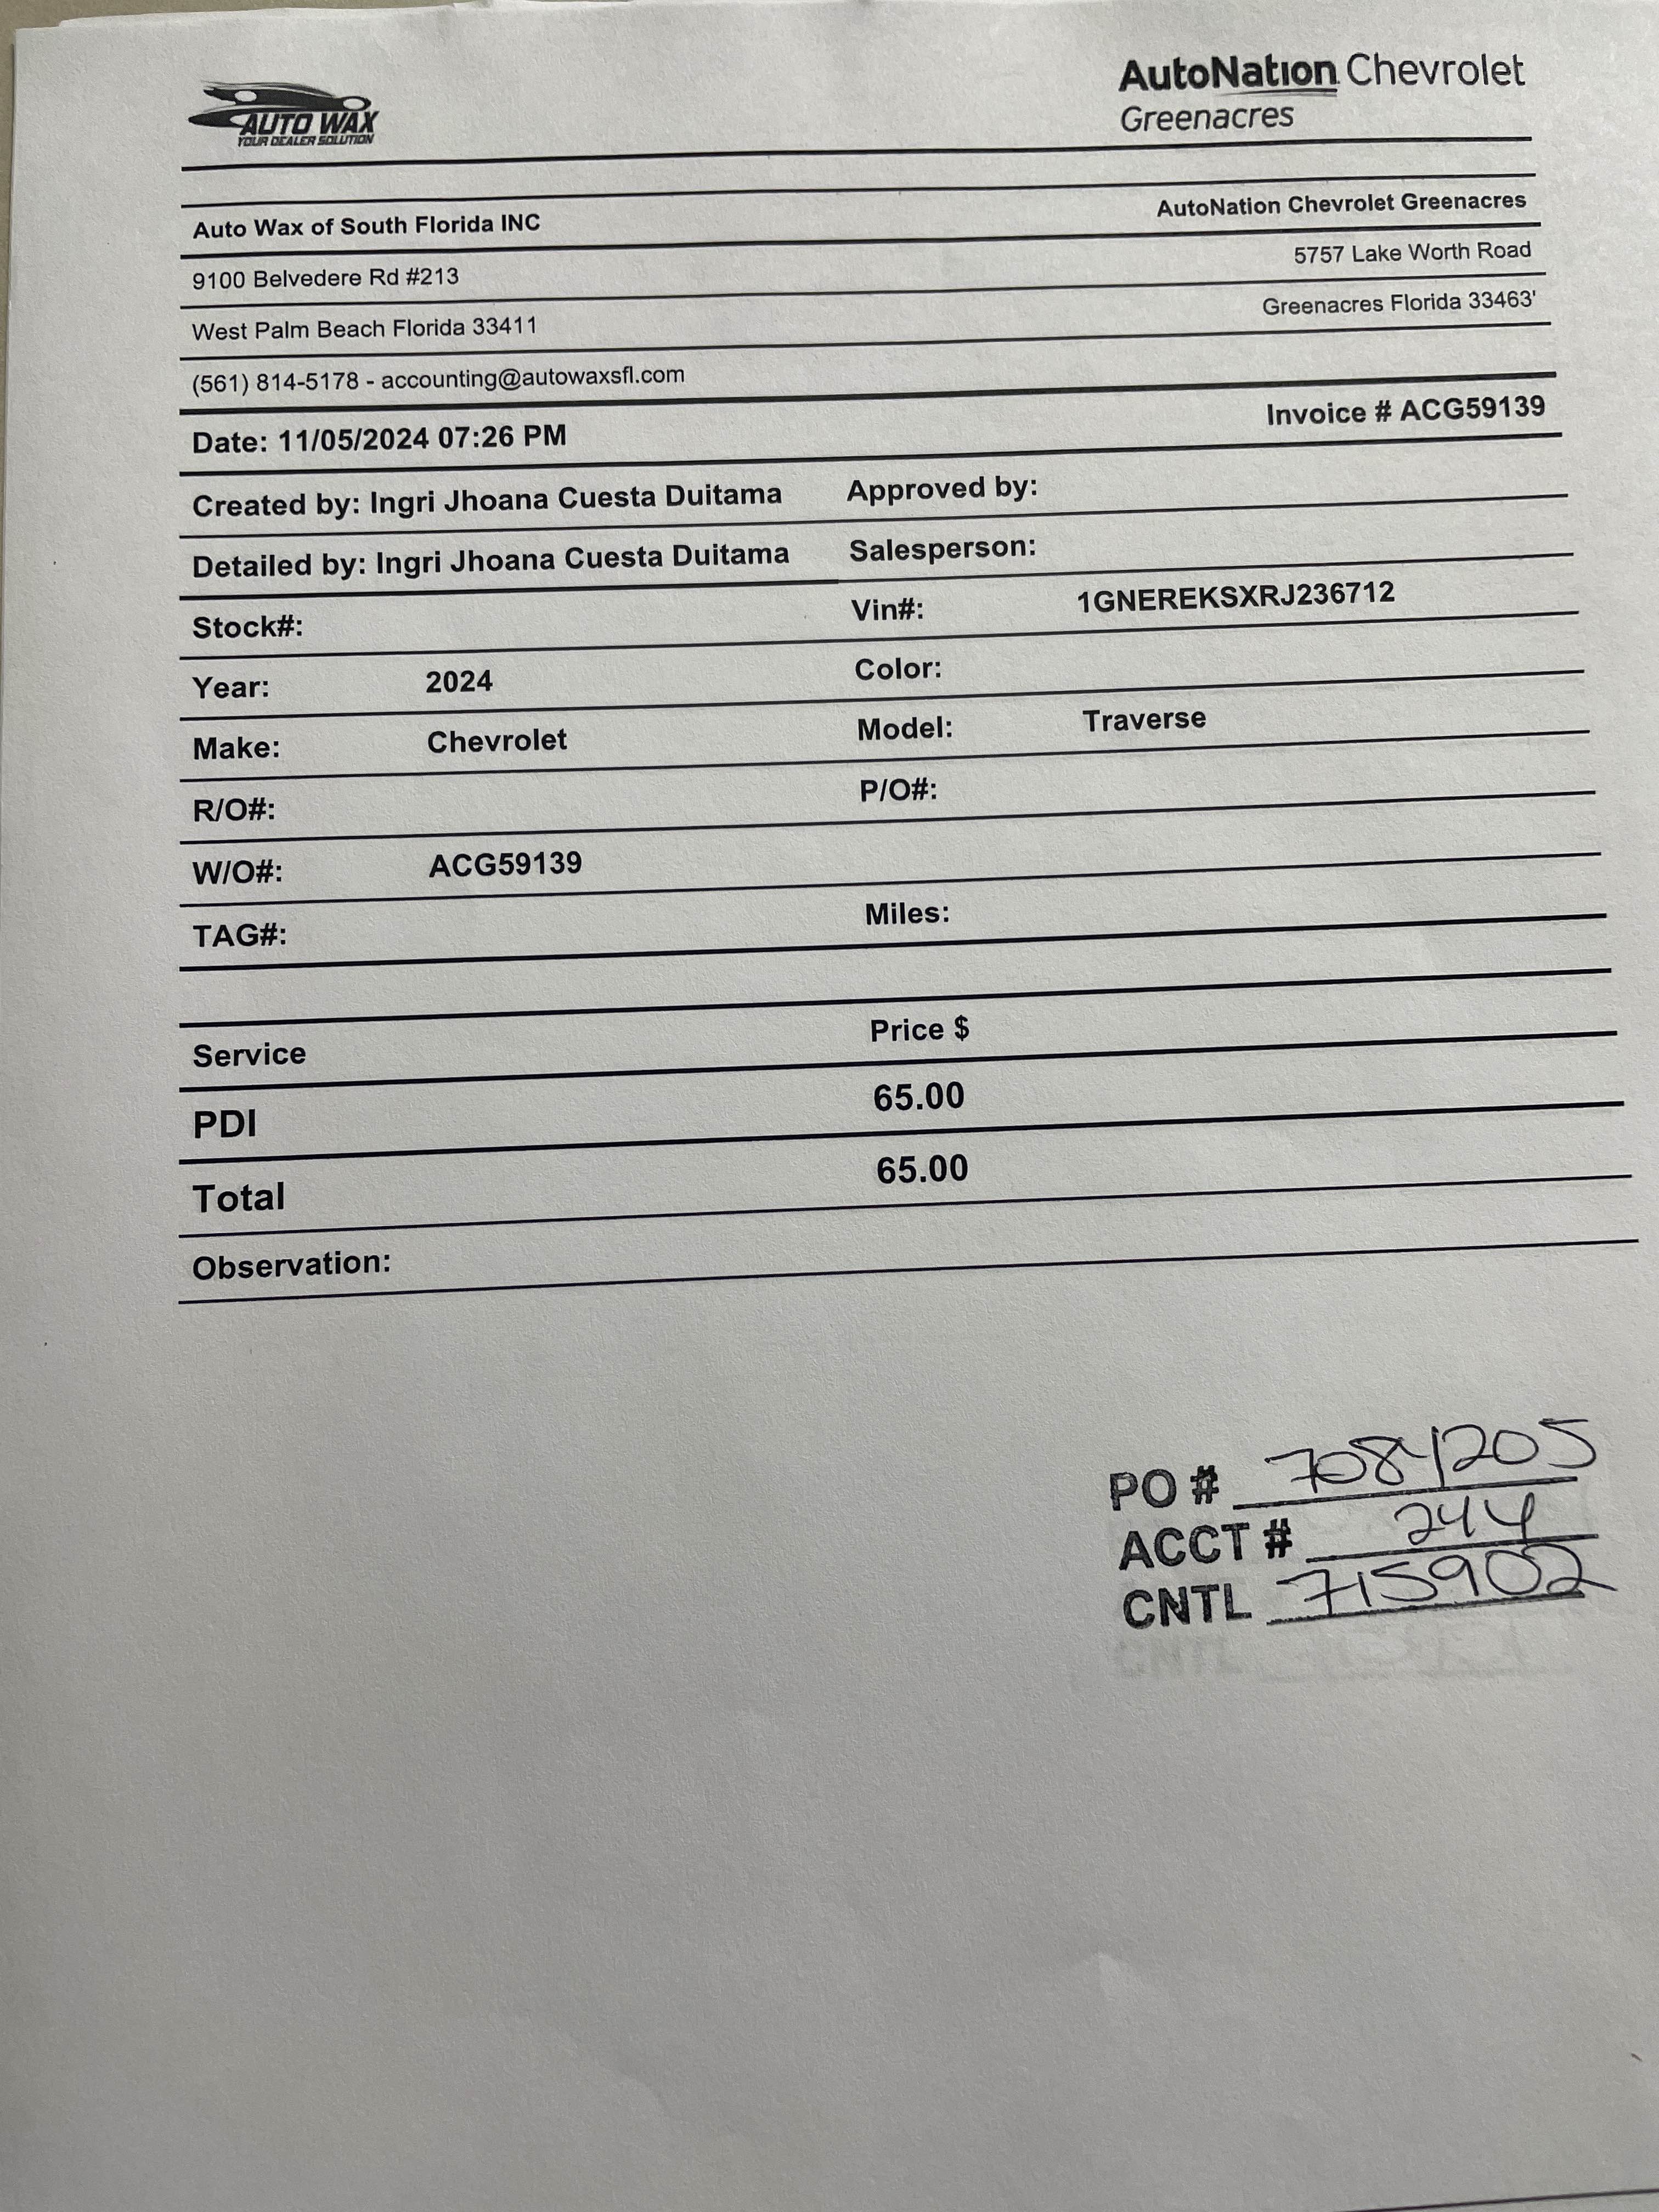 AUTO WAX
YOUR DEALER SOLUTION
AutoNation Chevrolet
Greenacres
Auto Wax of South Florida INC AutoNation Chevrolet Greenacres
9100 Belvedere Rd #213 5757 Lake Worth Road
West Palm Beach Florida 33411 Greenacres Florida 33463'
(561) 814-5178 - accounting@autowaxsfl.com
Date: 11/05/2024 07:26 PM Invoice # ACG59139
Created by: Ingri Jhoana Cuesta Duitama Approved by:
Detailed by: Ingri Jhoana Cuesta Duitama Salesperson:
Stock#: Vin#: 1GNEREKSXRJ236712
Year: 2024 Color:
Make: Chevrolet Model: Traverse
R/O#: P/O#:
W/O#: ACG59139
TAG#: Miles:
Service Price $
PDI 65.00
Total 65.00
Observation:
PO # 7081205
ACCT # 244
CNTL 715902
CNTL